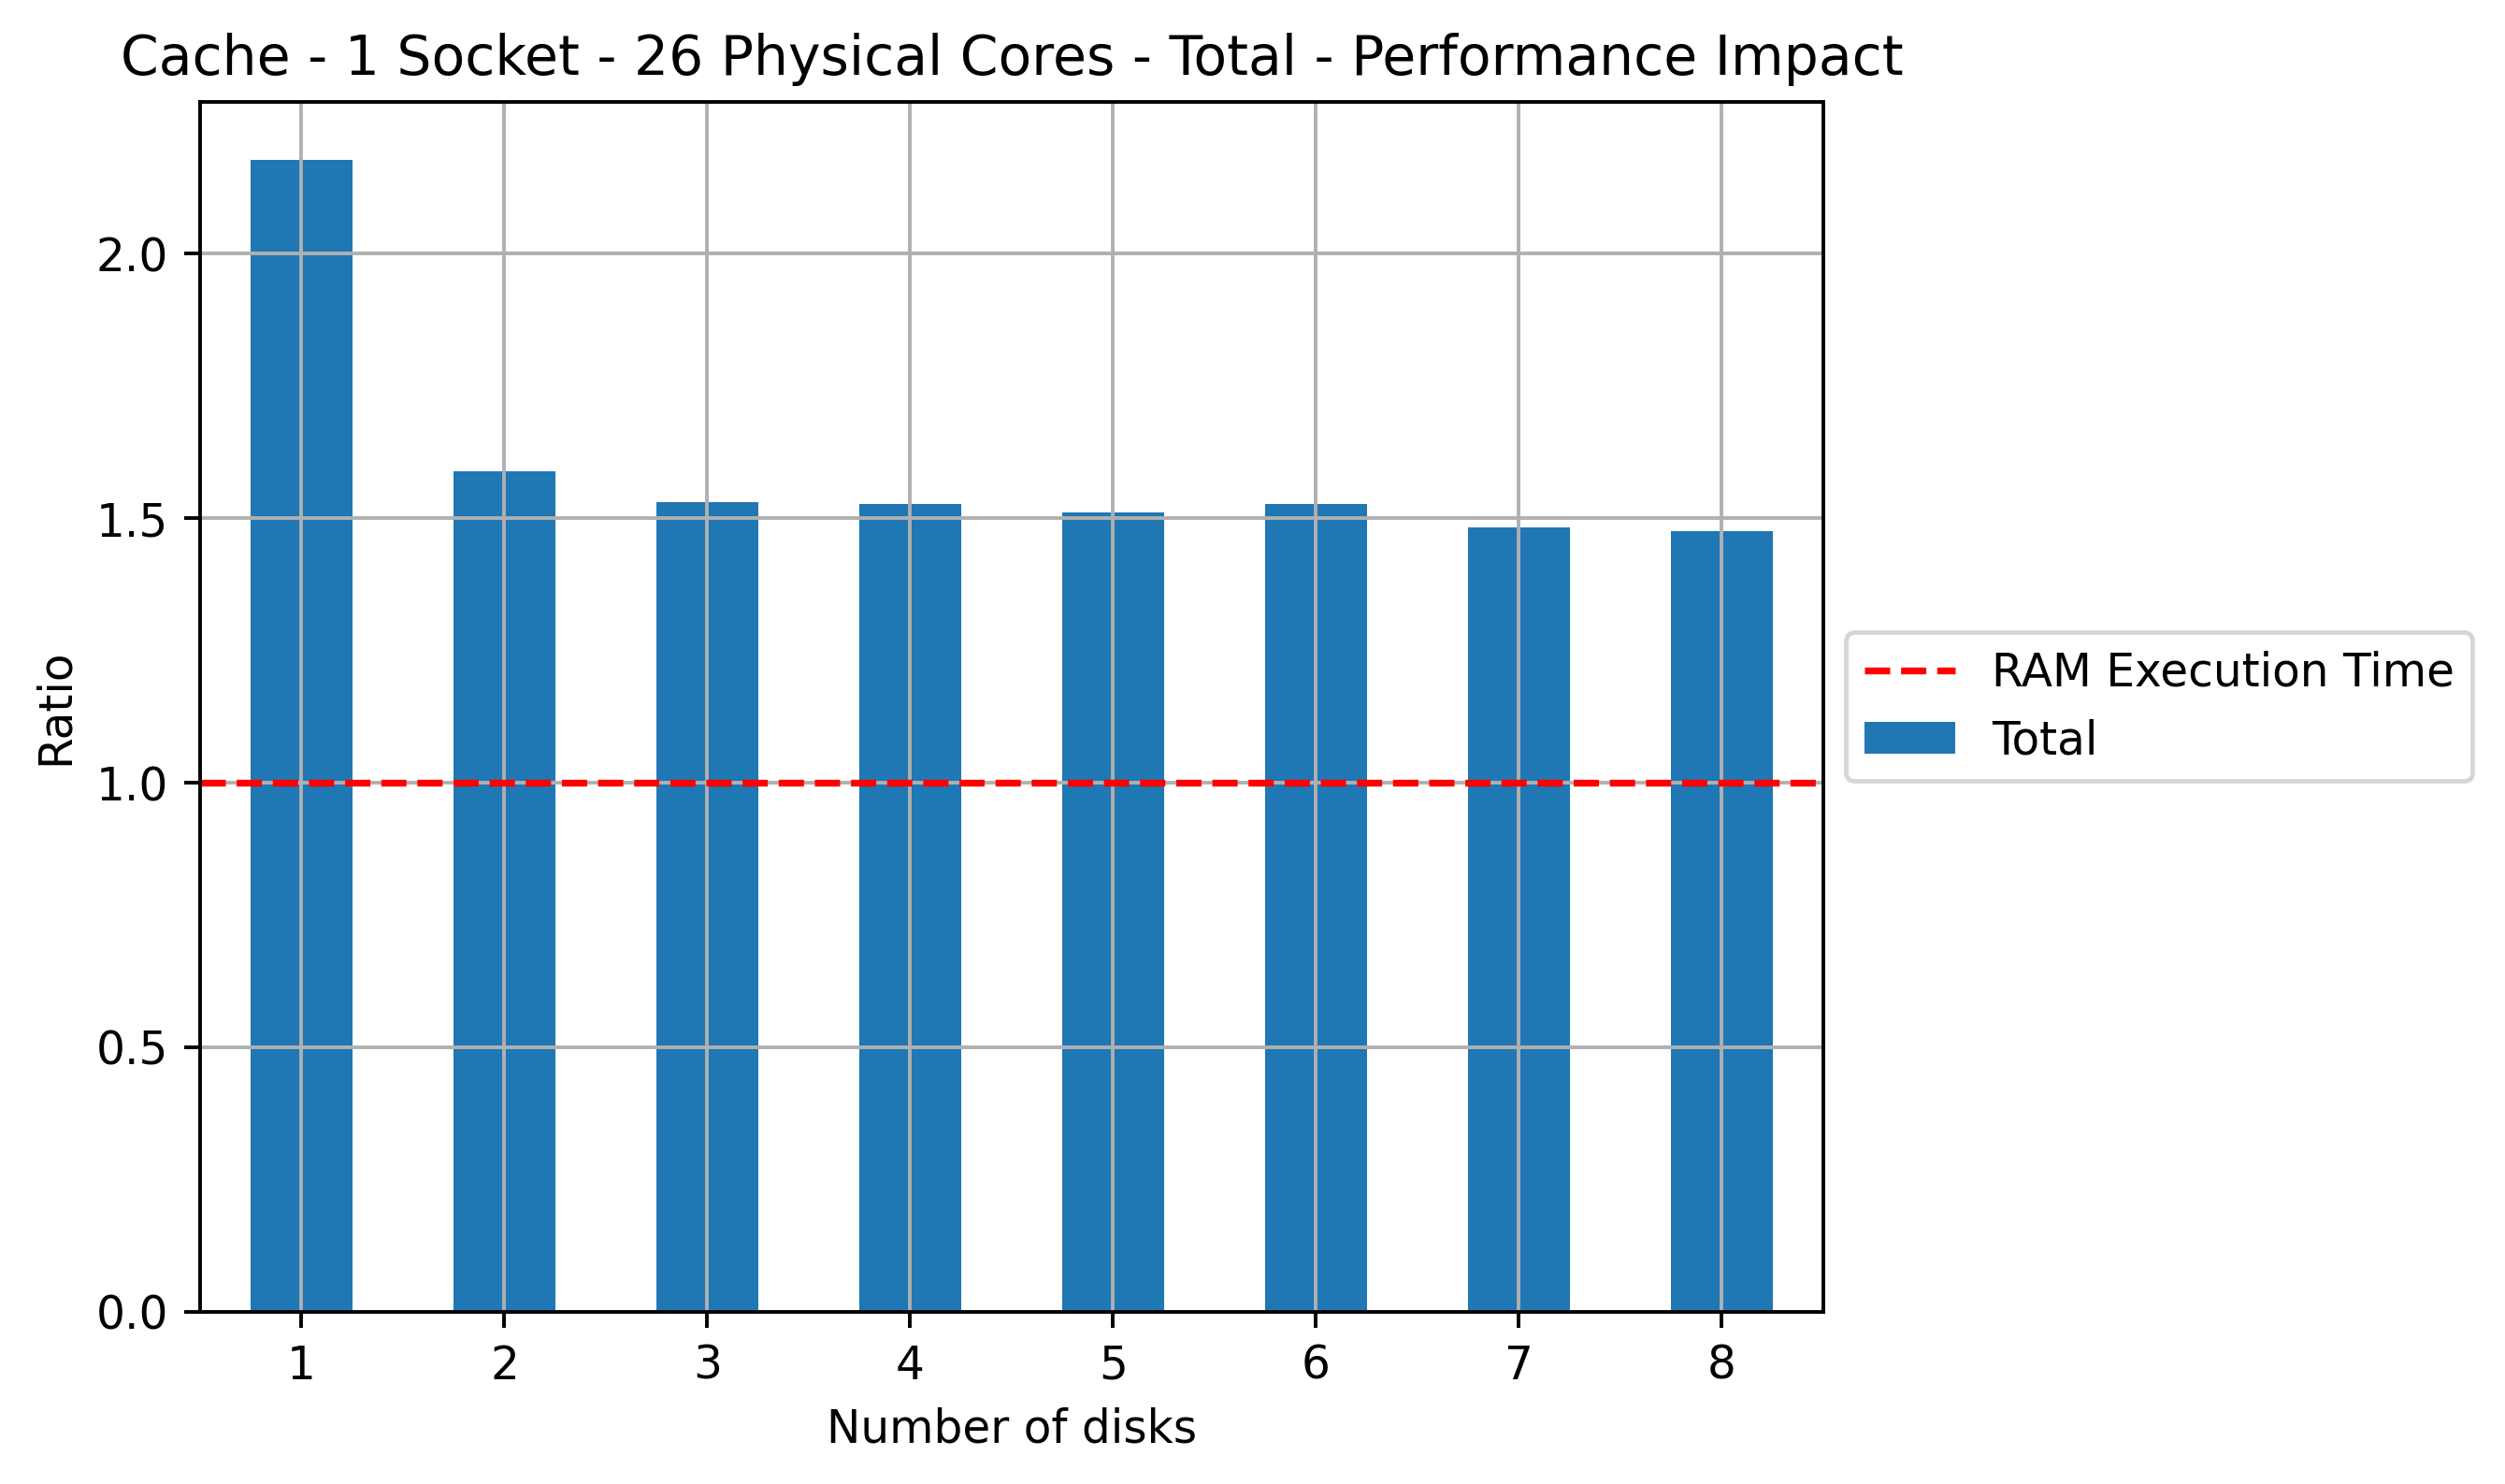 Cache - 1 Socket - 26 Physical Cores - Total - Performance Impact
Ratio
2.0
1.5
1.0
0.5
0.0
1 2 3 4 5 6 7 8
Number of disks
RAM Execution Time
Total